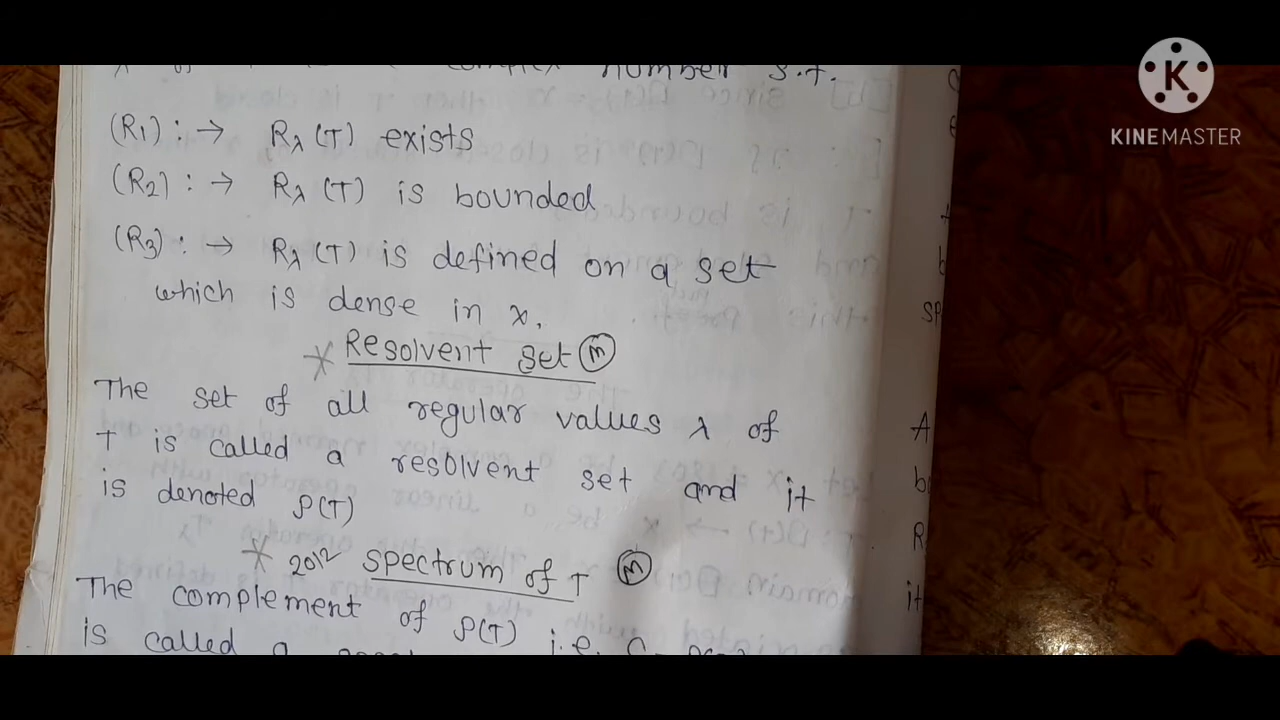 complex number s.t.
(R1) : → Rλ(T) exists
(R2) : → Rλ(T) is bounded
(R3) : → Rλ(T) is defined on a set
which is dense in x.
* Resolvent set (m)
The set of all regular values λ of
T is called a resolvent set and it
is denoted ρ(T)
* 2012 Spectrum of T (m)
The complement of ρ(T) i.e.
is called a
K
KINEMASTER